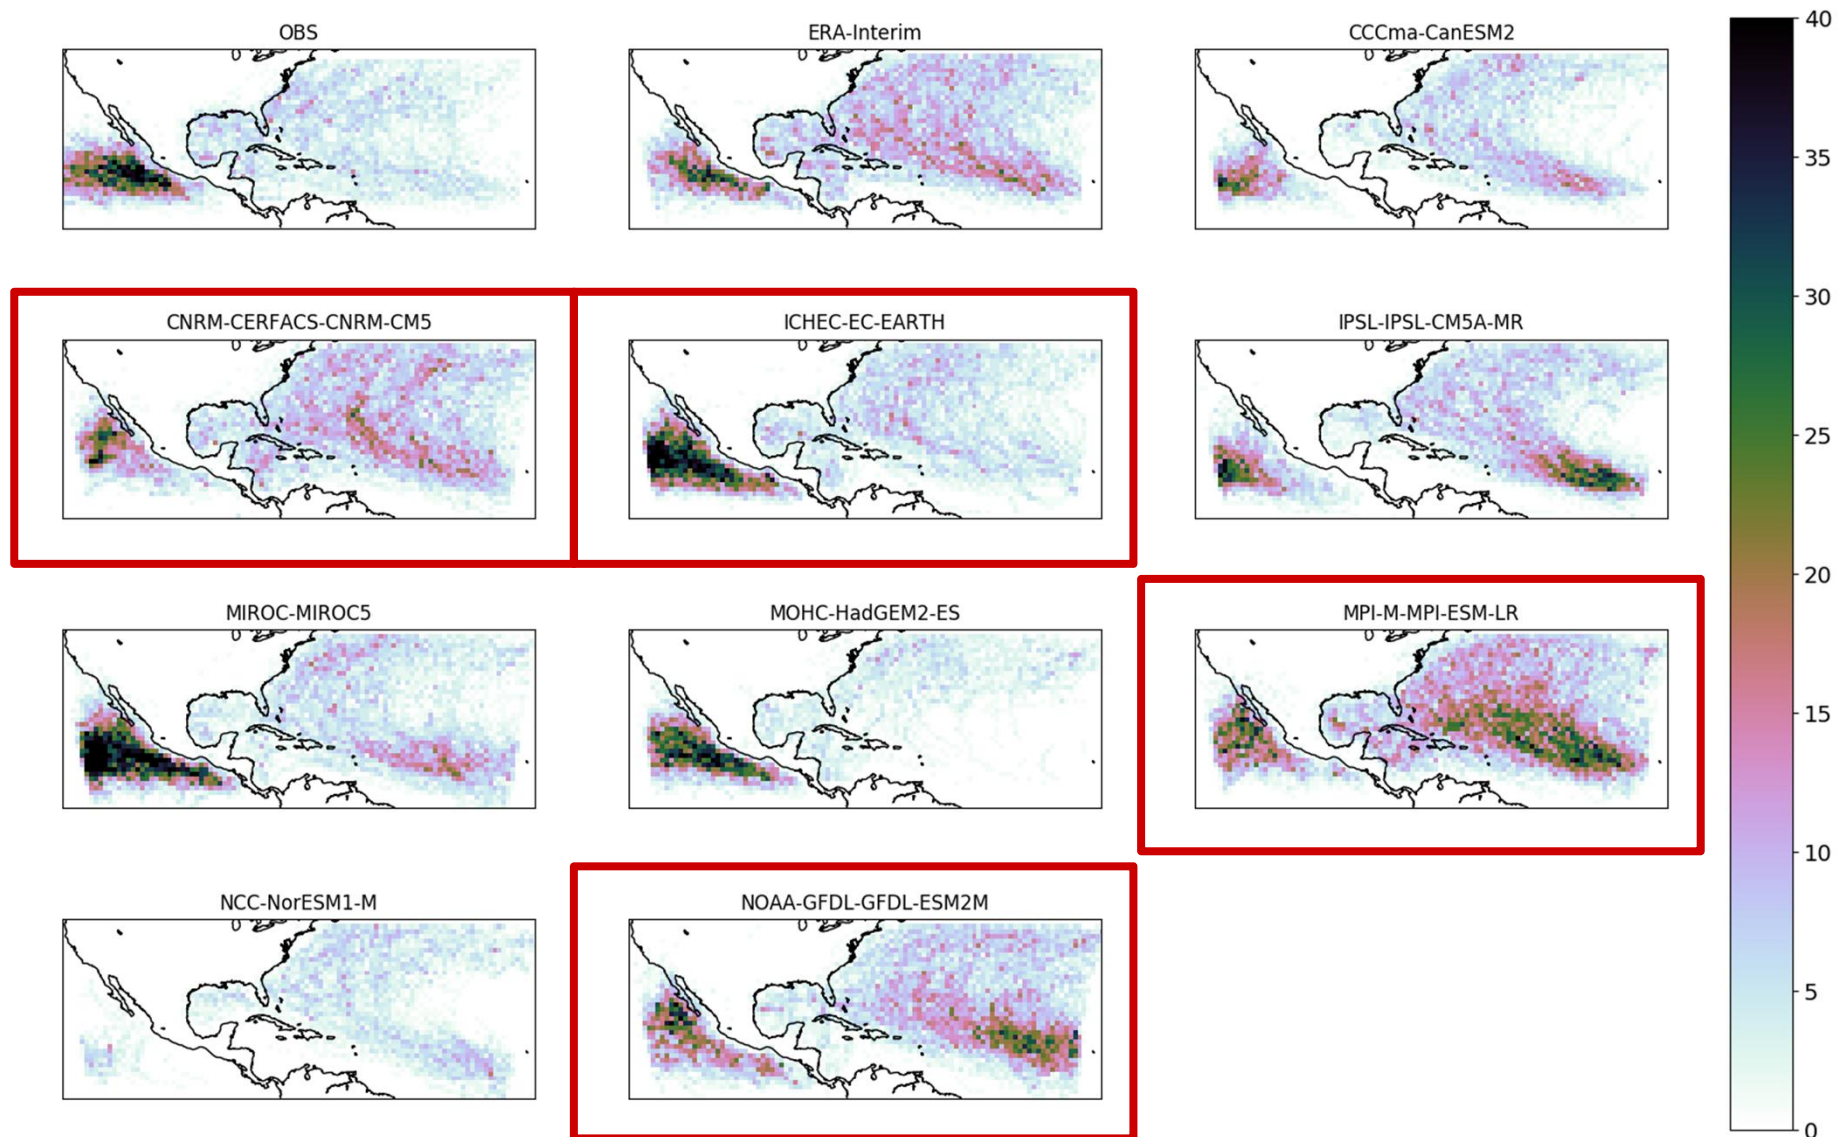 OBS
ERA-Interim
CCCma-CanESM2
CNRM-CERFACS-CNRM-CM5
ICHEC-EC-EARTH
IPSL-IPSL-CM5A-MR
MIROC-MIROC5
MOHC-HadGEM2-ES
MPI-M-MPI-ESM-LR
NCC-NorESM1-M
NOAA-GFDL-GFDL-ESM2M
40
35
30
25
20
15
10
5
0